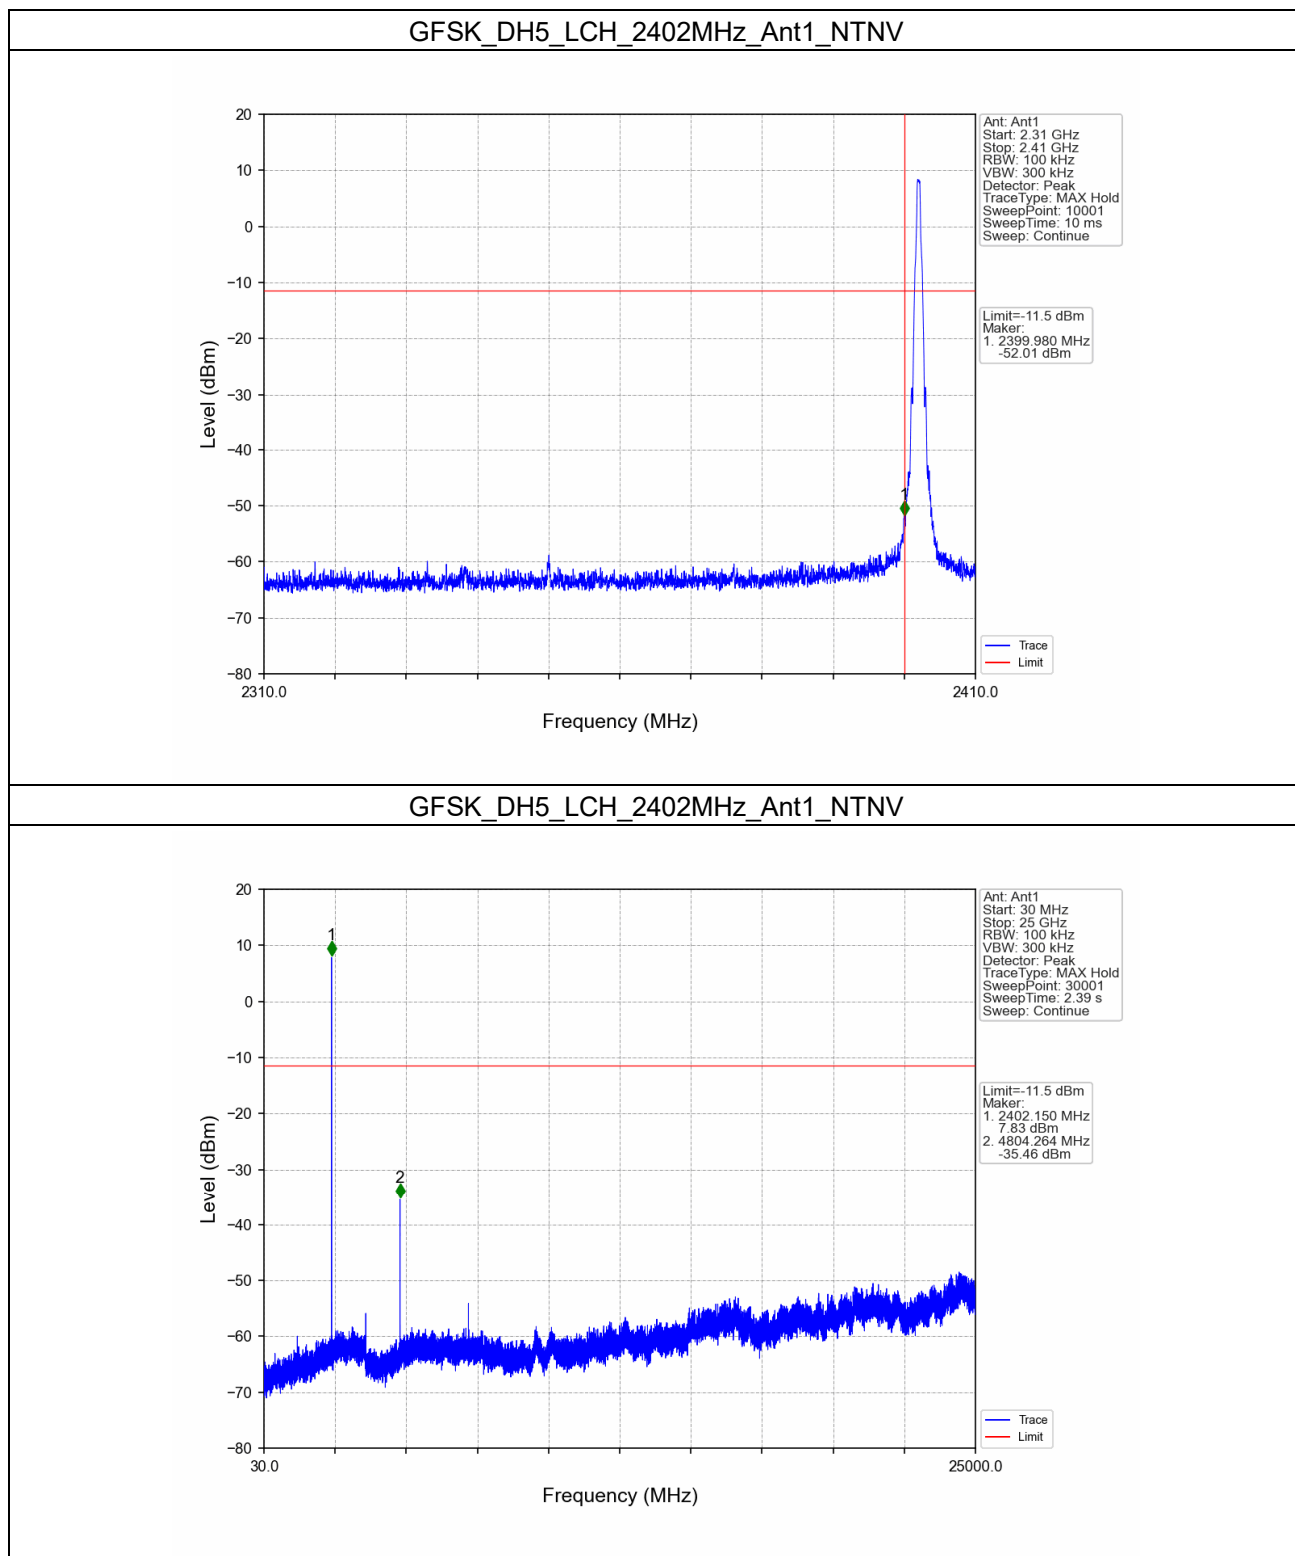 GFSK_DH5_LCH_2402MHz_Ant1_NTNV
20
10
0
−10
−20
−30
−40
−50
−60
−70
−80
Level (dBm)
1
2310.0
2410.0
Frequency (MHz)
Ant: Ant1
Start: 2.31 GHz
Stop: 2.41 GHz
RBW: 100 kHz
VBW: 300 kHz
Detector: Peak
TraceType: MAX Hold
SweepPoint: 10001
SweepTime: 10 ms
Sweep: Continue
Limit=-11.5 dBm
Maker:
1. 2399.980 MHz
-52.01 dBm
Trace
Limit
GFSK_DH5_LCH_2402MHz_Ant1_NTNV
20
10
0
−10
−20
−30
−40
−50
−60
−70
−80
Level (dBm)
1
2
30.0
25000.0
Frequency (MHz)
Ant: Ant1
Start: 30 MHz
Stop: 25 GHz
RBW: 100 kHz
VBW: 300 kHz
Detector: Peak
TraceType: MAX Hold
SweepPoint: 30001
SweepTime: 2.39 s
Sweep: Continue
Limit=-11.5 dBm
Maker:
1. 2402.150 MHz
7.83 dBm
2. 4804.264 MHz
-35.46 dBm
Trace
Limit